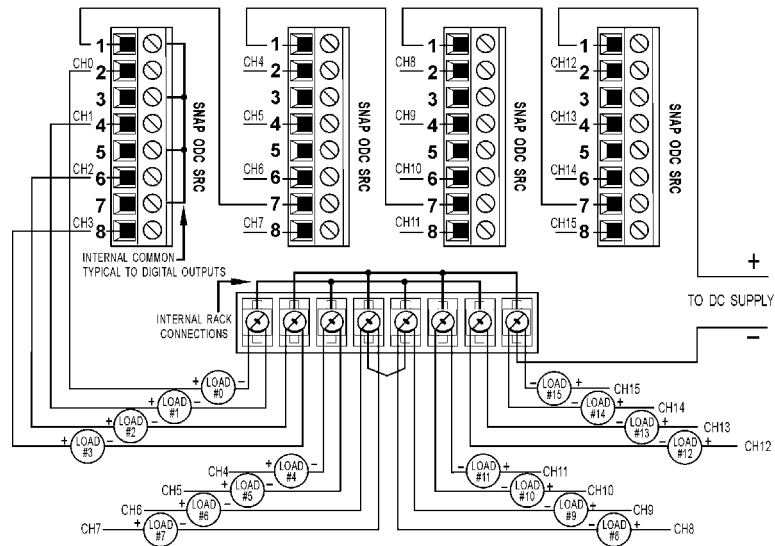 1
CH0 2
3
CH1 4
5
CH2 6
7
CH3 8
SNAP ODC SRC
1
CH4 2
3
CH5 4
5
CH6 6
7
CH7 8
SNAP ODC SRC
1
CH8 2
3
CH9 4
5
CH10 6
7
CH11 8
SNAP ODC SRC
1
CH12 2
3
CH13 4
5
CH14 6
7
CH15 8
SNAP ODC SRC
INTERNAL COMMON
TYPICAL TO DIGITAL OUTPUTS
INTERNAL RACK
CONNECTIONS
+
TO DC SUPPLY
−
+ LOAD #0 −
+ LOAD #1 −
+ LOAD #2 −
+ LOAD #3 −
CH4 + LOAD #4 −
CH5 + LOAD #5 −
CH6 + LOAD #6 −
CH7 + LOAD #7 −
− LOAD #15 + CH15
− LOAD #14 + CH14
− LOAD #13 + CH13
− LOAD #12 + CH12
− LOAD #11 + CH11
− LOAD #10 + CH10
− LOAD #9 + CH9
− LOAD #8 + CH8